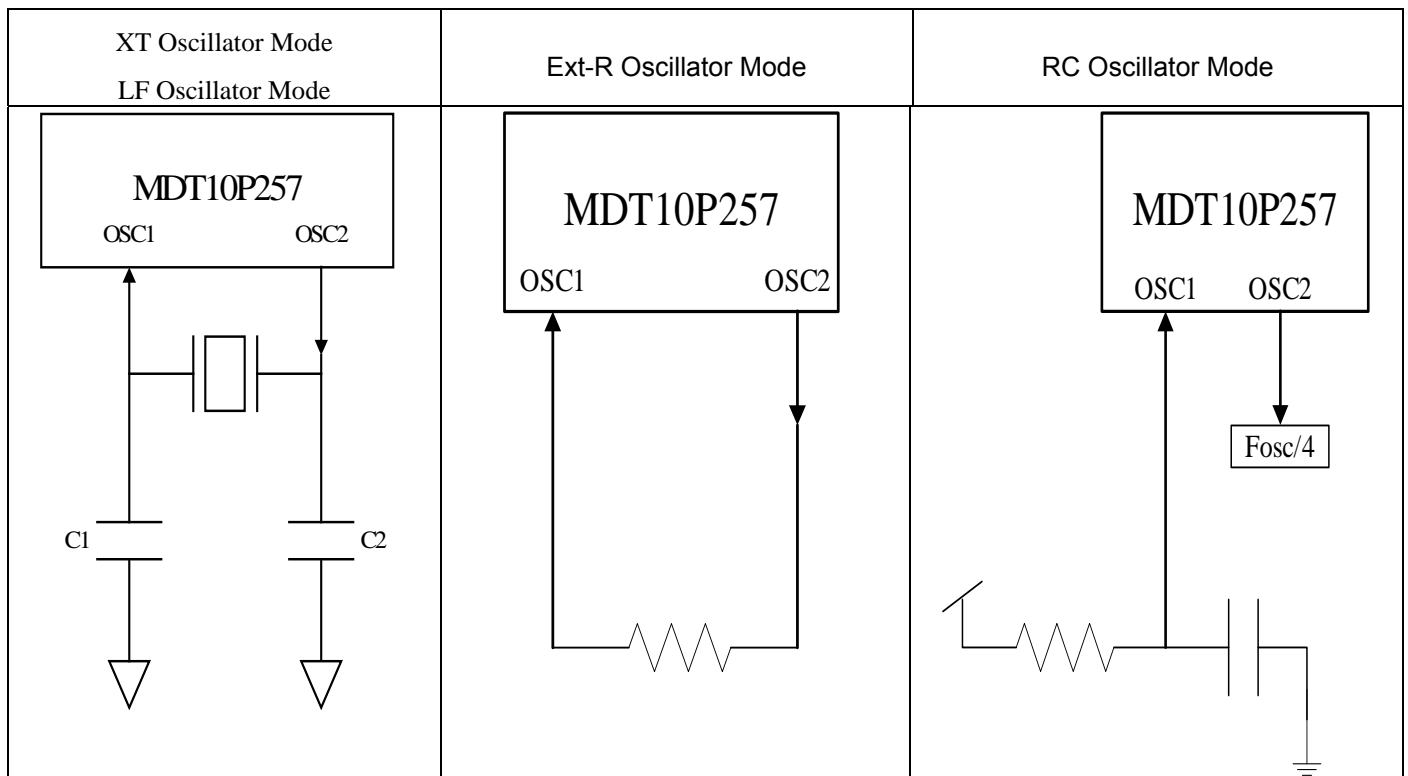 XT Oscillator Mode
LF Oscillator Mode
Ext-R Oscillator Mode
RC Oscillator Mode
MDT10P257
OSC1 OSC2
C1 C2
MDT10P257
OSC1 OSC2
MDT10P257
OSC1 OSC2
Fosc/4